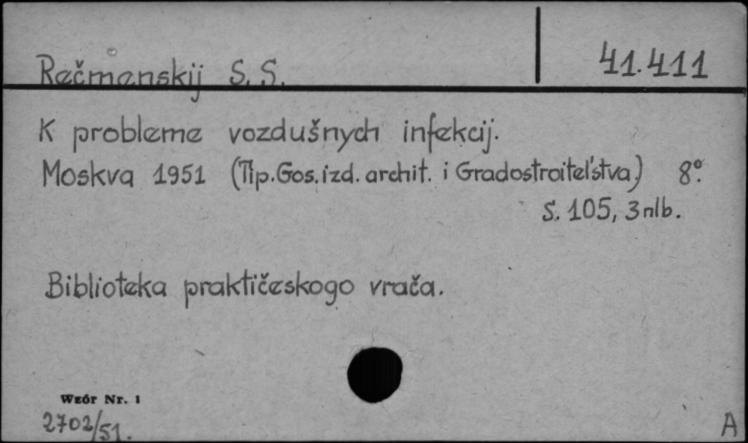 Rečmenskij S. S. 41.411
K probleme vozdušnych infekcij.
Moskva 1951 (Tip. Gos. izd. archit. i Gradostroitel'stva) 8°.
S. 105, 3 nlb.
Biblioteka praktičeskogo vrača.
Wzór Nr. 1
2702/51.
A